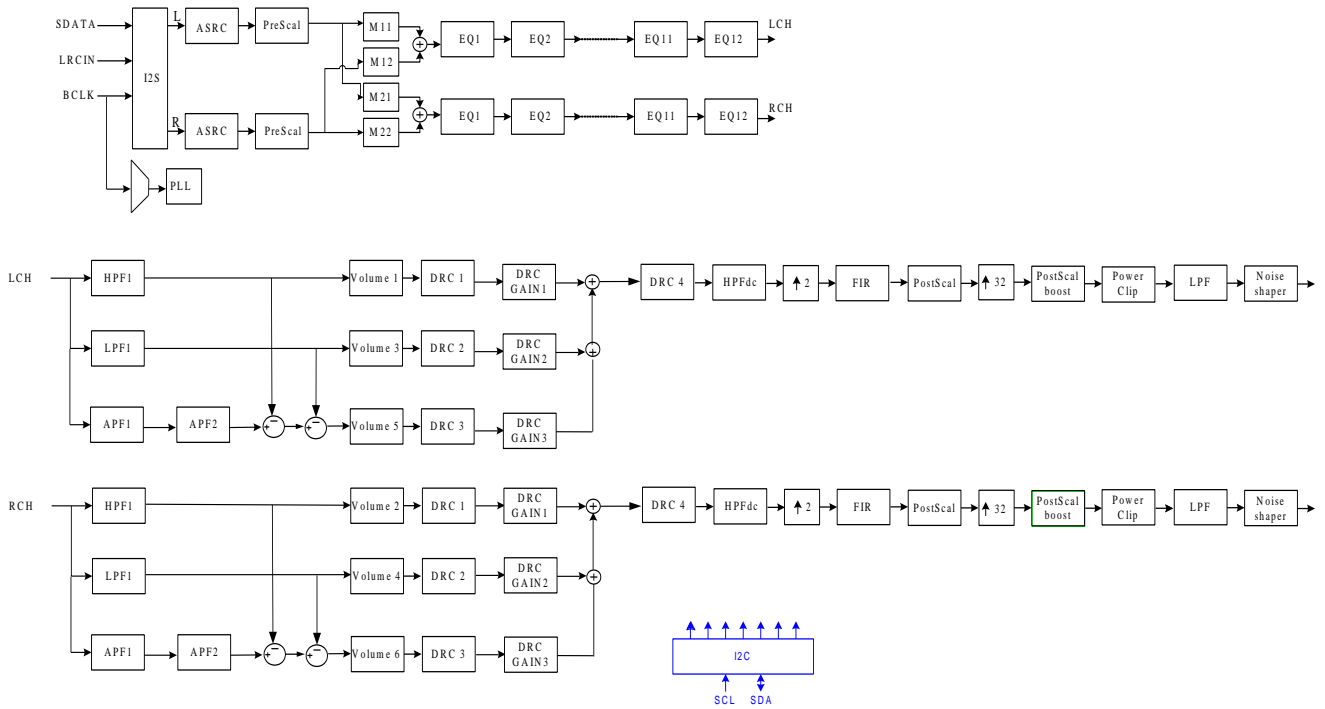 SDATA
L
ASRC
PreScal
M11
+
EQ1
EQ2
EQ11
EQ12
LCH
LRCIN
I2S
M12
BCLK
M21
R
ASRC
PreScal
M22
+
EQ1
EQ2
EQ11
EQ12
RCH
PLL
LCH
HPF1
Volume 1
DRC 1
DRC
GAIN1
+
DRC 4
HPFdc
2
FIR
PostScal
32
PostScal
boost
Power
Clip
LPF
Noise
shaper
LPF1
Volume 3
DRC 2
DRC
GAIN2
+
APF1
APF2
+ −
+ −
Volume 5
DRC 3
DRC
GAIN3
RCH
HPF1
Volume 2
DRC 1
DRC
GAIN1
+
DRC 4
HPFdc
2
FIR
PostScal
32
PostScal
boost
Power
Clip
LPF
Noise
shaper
LPF1
Volume 4
DRC 2
DRC
GAIN2
+
APF1
APF2
+ −
+ −
Volume 6
DRC 3
DRC
GAIN3
I2C
SCL
SDA